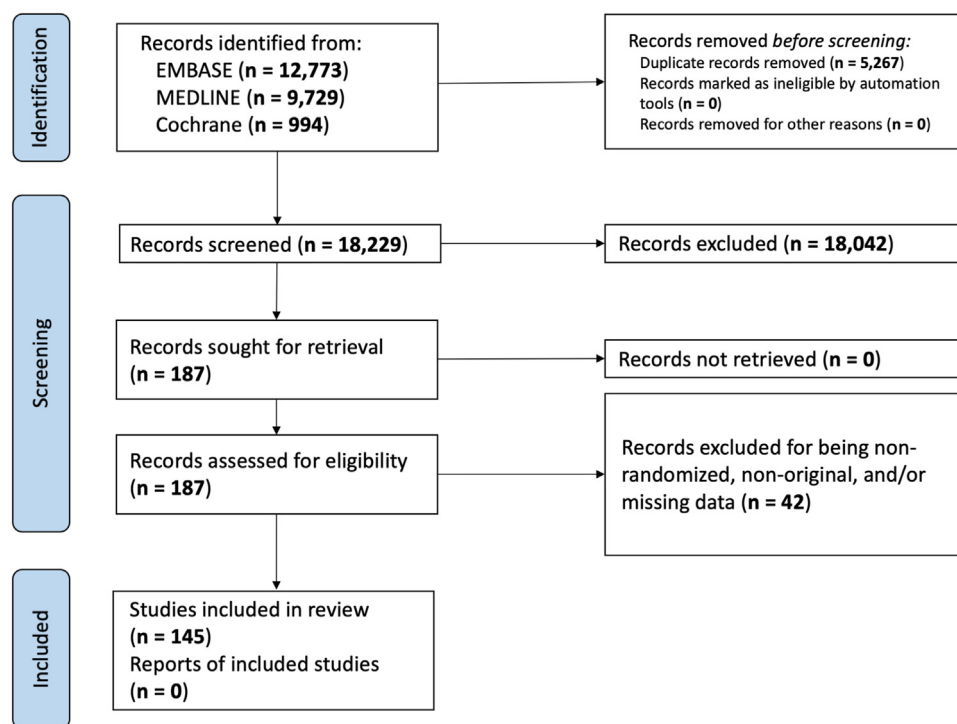 Identification
Records identified from:
EMBASE (n = 12,773)
MEDLINE (n = 9,729)
Cochrane (n = 994)
Records removed before screening:
Duplicate records removed (n = 5,267)
Records marked as ineligible by automation
tools (n = 0)
Records removed for other reasons (n = 0)
Screening
Records screened (n = 18,229)
Records excluded (n = 18,042)
Records sought for retrieval
(n = 187)
Records not retrieved (n = 0)
Records assessed for eligibility
(n = 187)
Records excluded for being non-
randomized, non-original, and/or
missing data (n = 42)
Included
Studies included in review
(n = 145)
Reports of included studies
(n = 0)